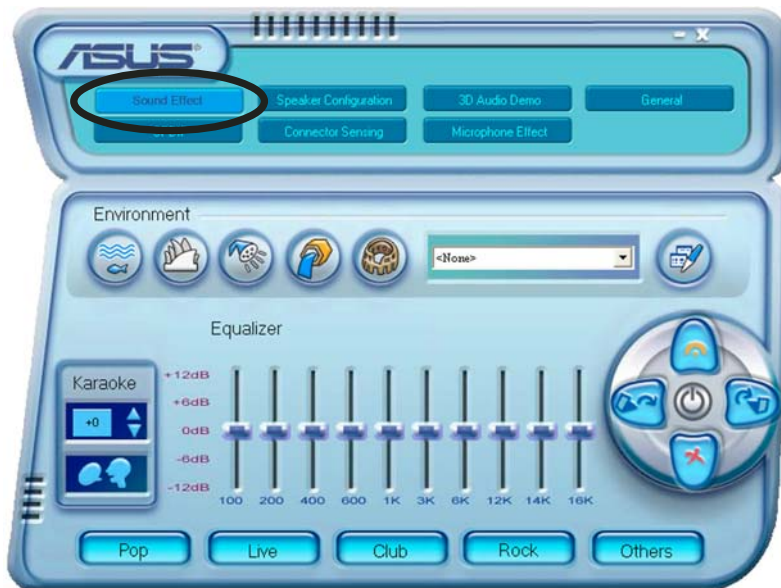 ASUS
Sound Effect Speaker Configuration 3D Audio Demo General
Connector Sensing Microphone Effect
Environment
<None>
Equalizer
Karaoke
+0
+12dB
+6dB
0dB
-6dB
-12dB
100 200 400 600 1K 3K 6K 12K 14K 16K
Pop Live Club Rock Others